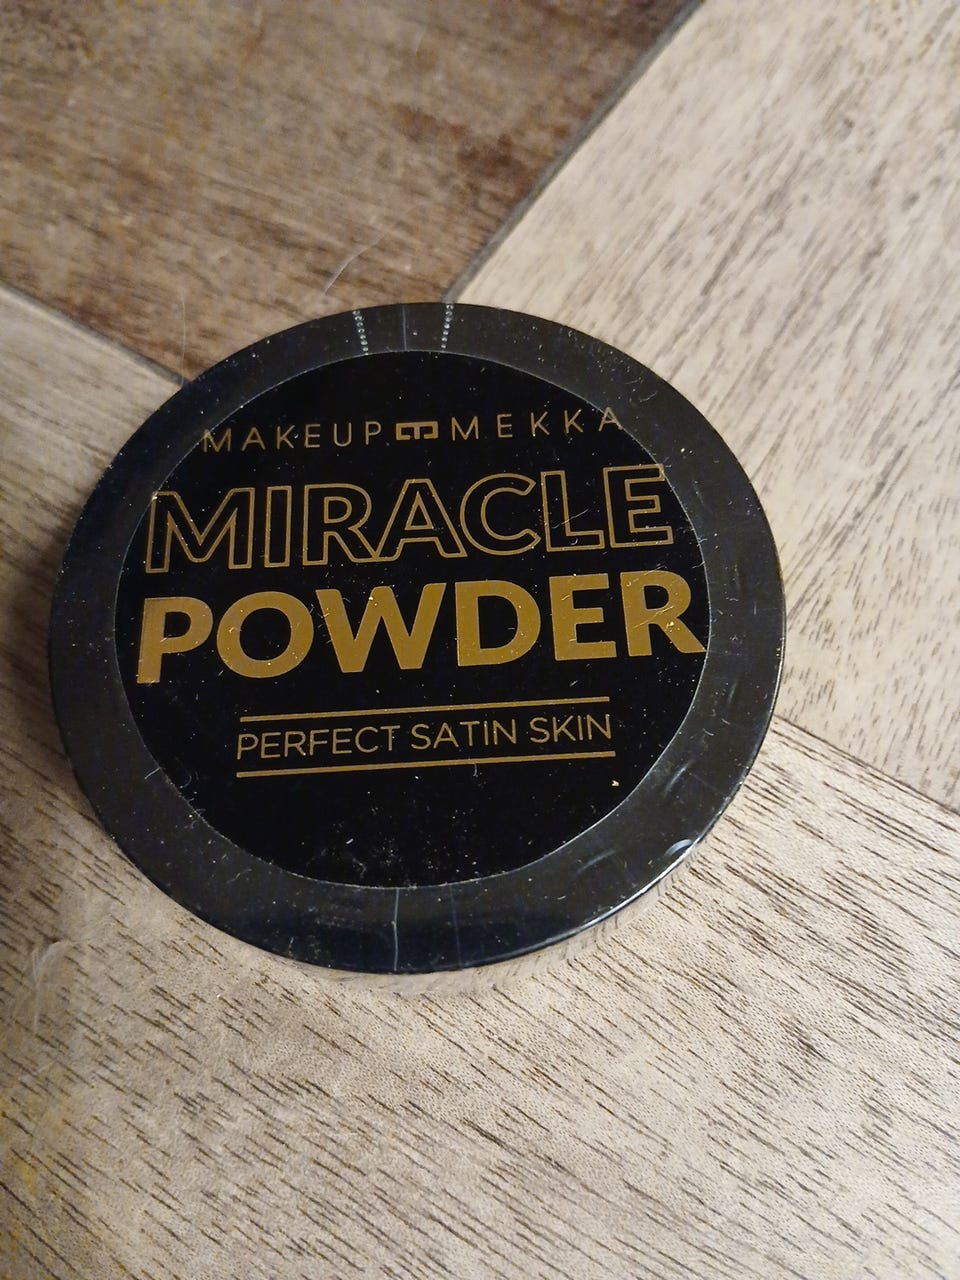 MAKEUP MEKKA
MIRACLE
POWDER
PERFECT SATIN SKIN